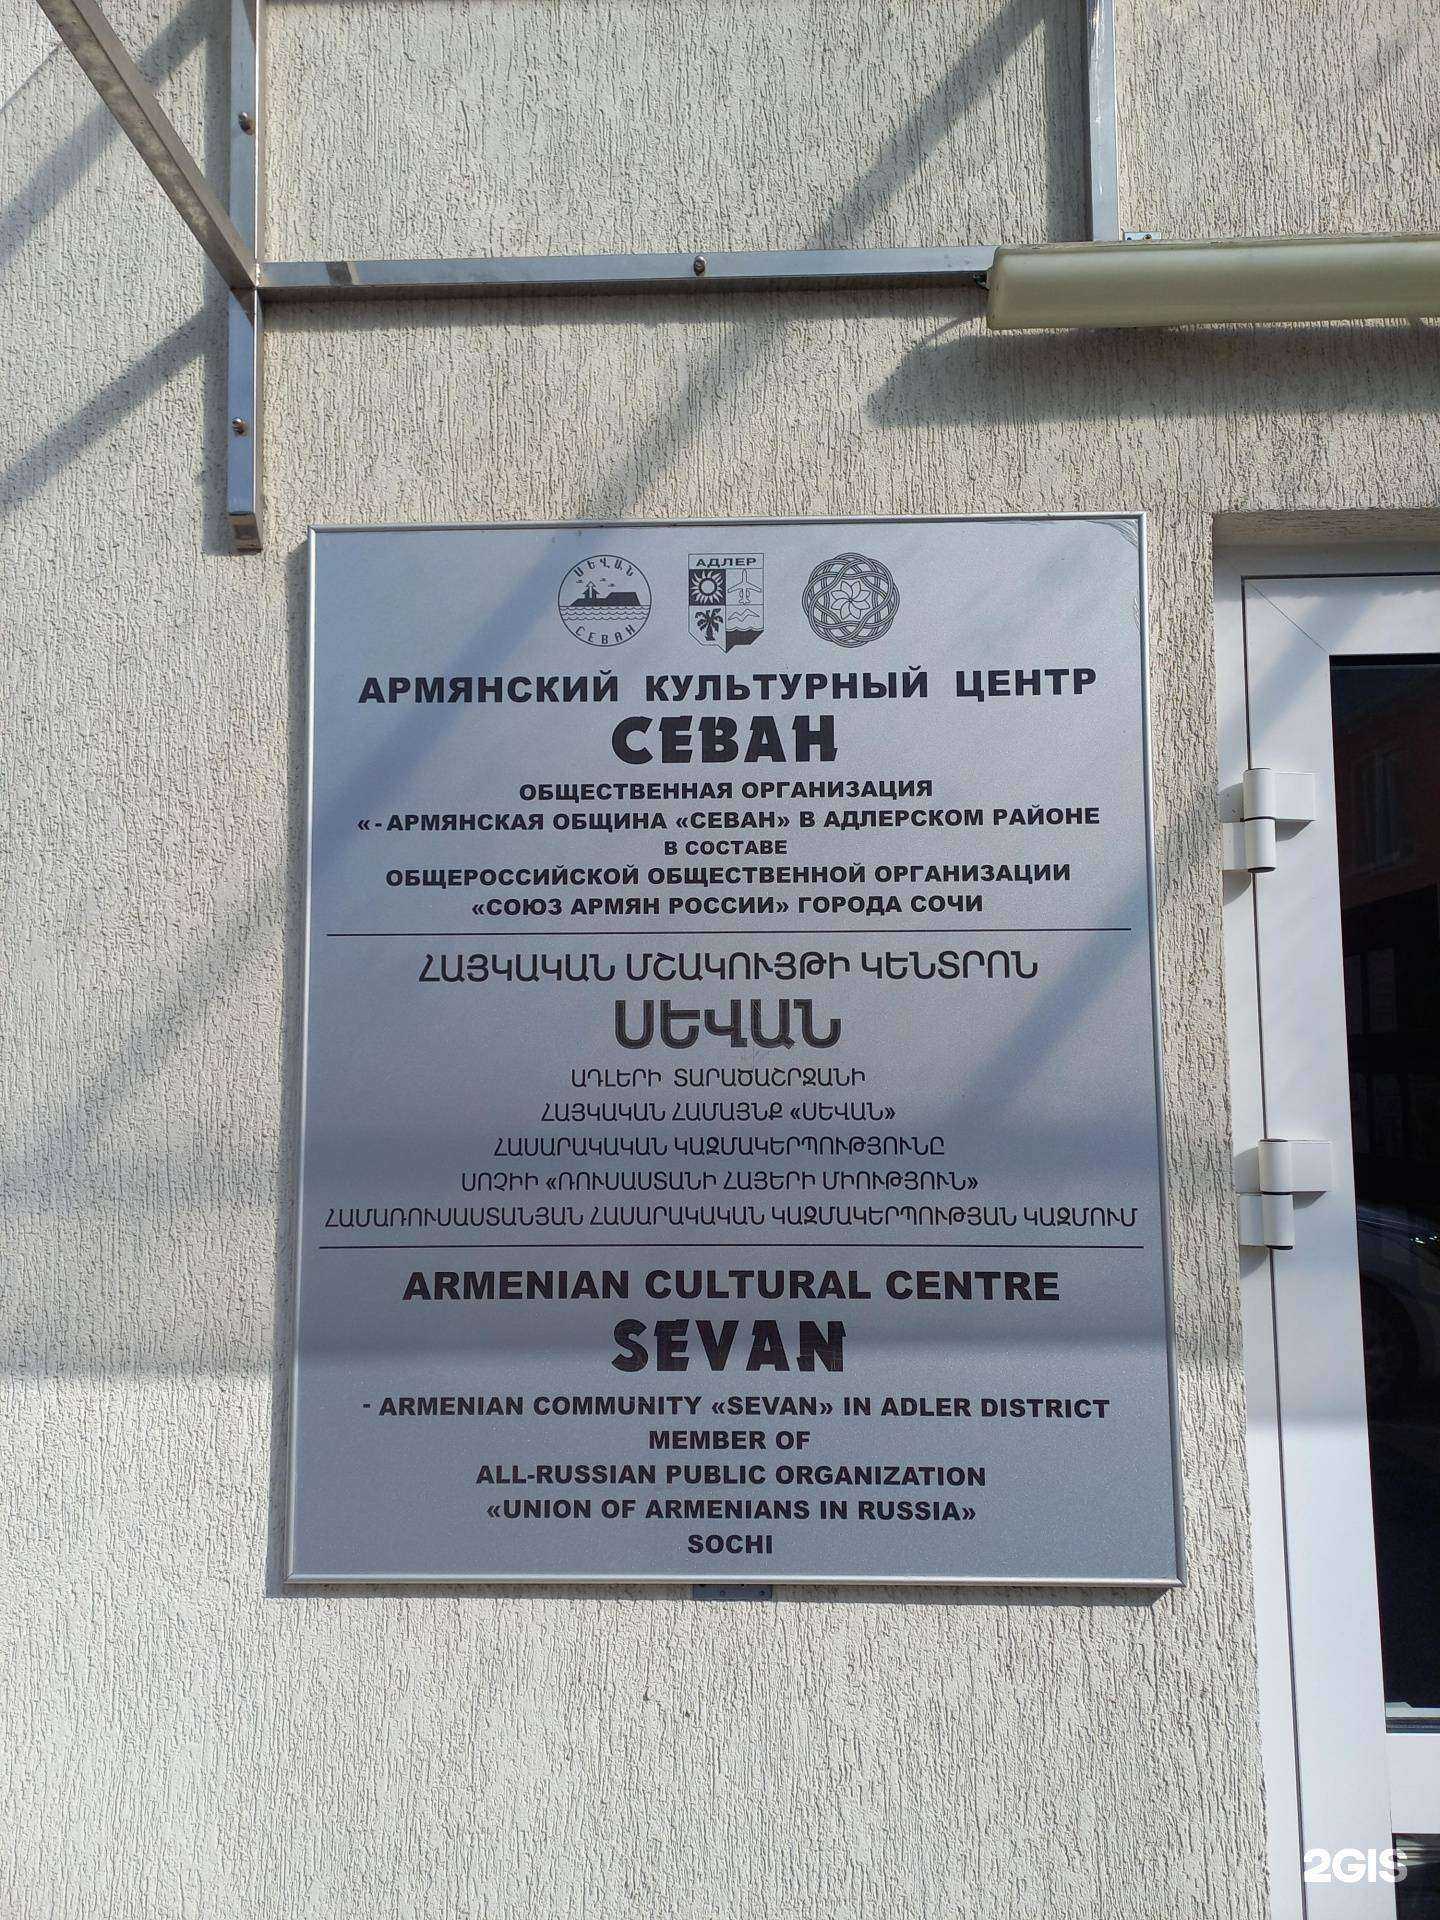 ՍԵՎԱՆ
СЕВАН
АДЛЕР
АРМЯНСКИЙ КУЛЬТУРНЫЙ ЦЕНТР
СЕВАН
ОБЩЕСТВЕННАЯ ОРГАНИЗАЦИЯ
«-АРМЯНСКАЯ ОБЩИНА «СЕВАН» В АДЛЕРСКОМ РАЙОНЕ
В СОСТАВЕ
ОБЩЕРОССИЙСКОЙ ОБЩЕСТВЕННОЙ ОРГАНИЗАЦИИ
«СОЮЗ АРМЯН РОССИИ» ГОРОДА СОЧИ
ՀԱՅԿԱԿԱՆ ՄՇԱԿՈՒՅԹԻ ԿԵՆՏՐՈՆ
ՍԵՎԱՆ
ԱԴԼԵՐԻ ՏԱՐԱԾԱՇՐՋԱՆԻ
ՀԱՅԿԱԿԱՆ ՀԱՄԱՅՆՔ «ՍԵՎԱՆ»
ՀԱՍԱՐԱԿԱԿԱՆ ԿԱԶՄԱԿԵՐՊՈՒԹՅՈՒՆԸ
ՍՈՉԻԻ «ՌՈՒՍԱՍՏԱՆԻ ՀԱՅԵՐԻ ՄԻՈՒԹՅՈՒՆ»
ՀԱՄԱՌՈՒՍԱՍՏԱՆՅԱՆ ՀԱՍԱՐԱԿԱԿԱՆ ԿԱԶՄԱԿԵՐՊՈՒԹՅԱՆ ԿԱԶՄՈՒՄ
ARMENIAN CULTURAL CENTRE
SEVAN
- ARMENIAN COMMUNITY «SEVAN» IN ADLER DISTRICT
MEMBER OF
ALL-RUSSIAN PUBLIC ORGANIZATION
«UNION OF ARMENIANS IN RUSSIA»
SOCHI
2GIS